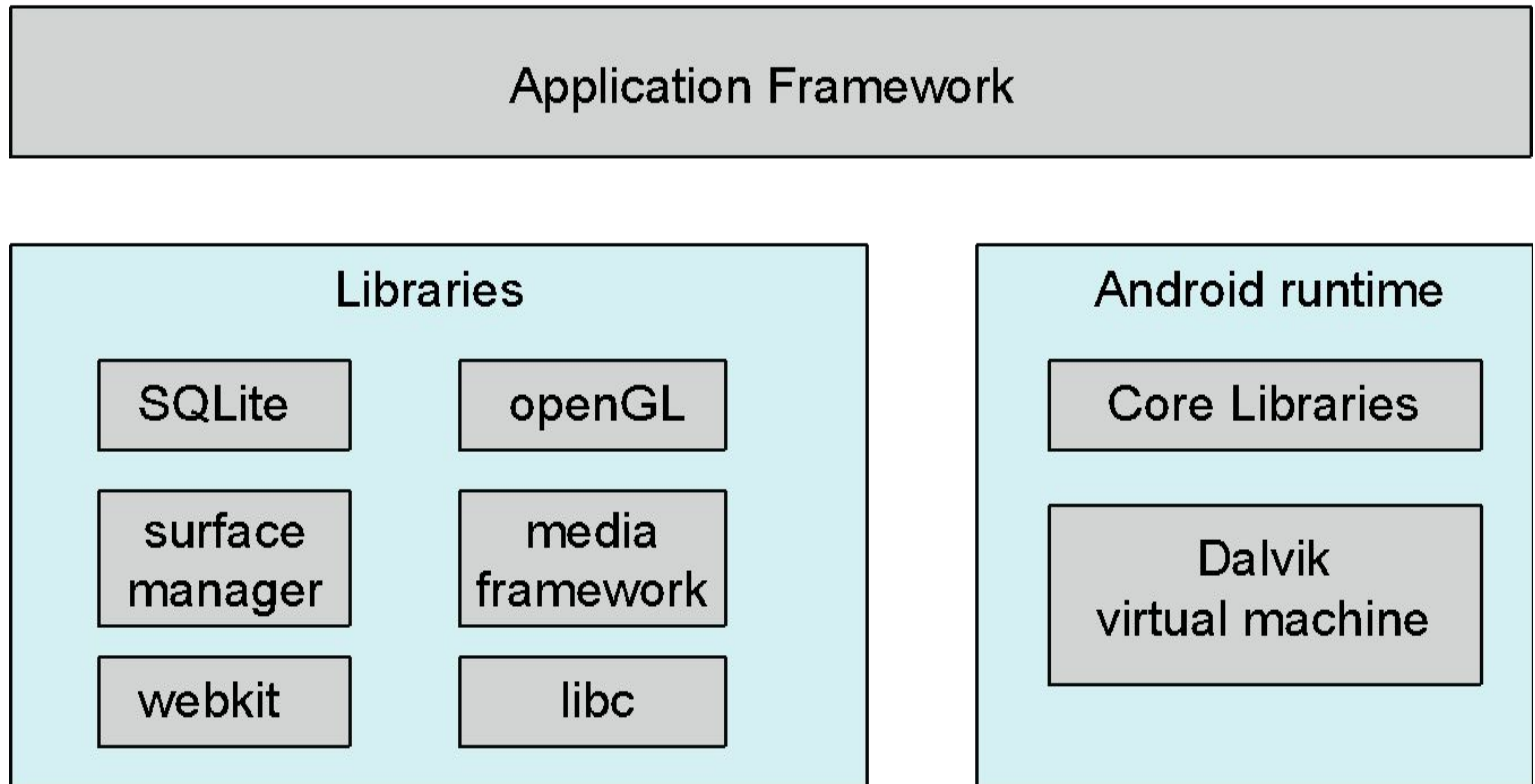 Application Framework
Libraries
SQLite
openGL
surface
manager
media
framework
webkit
libc
Android runtime
Core Libraries
Dalvik
virtual machine